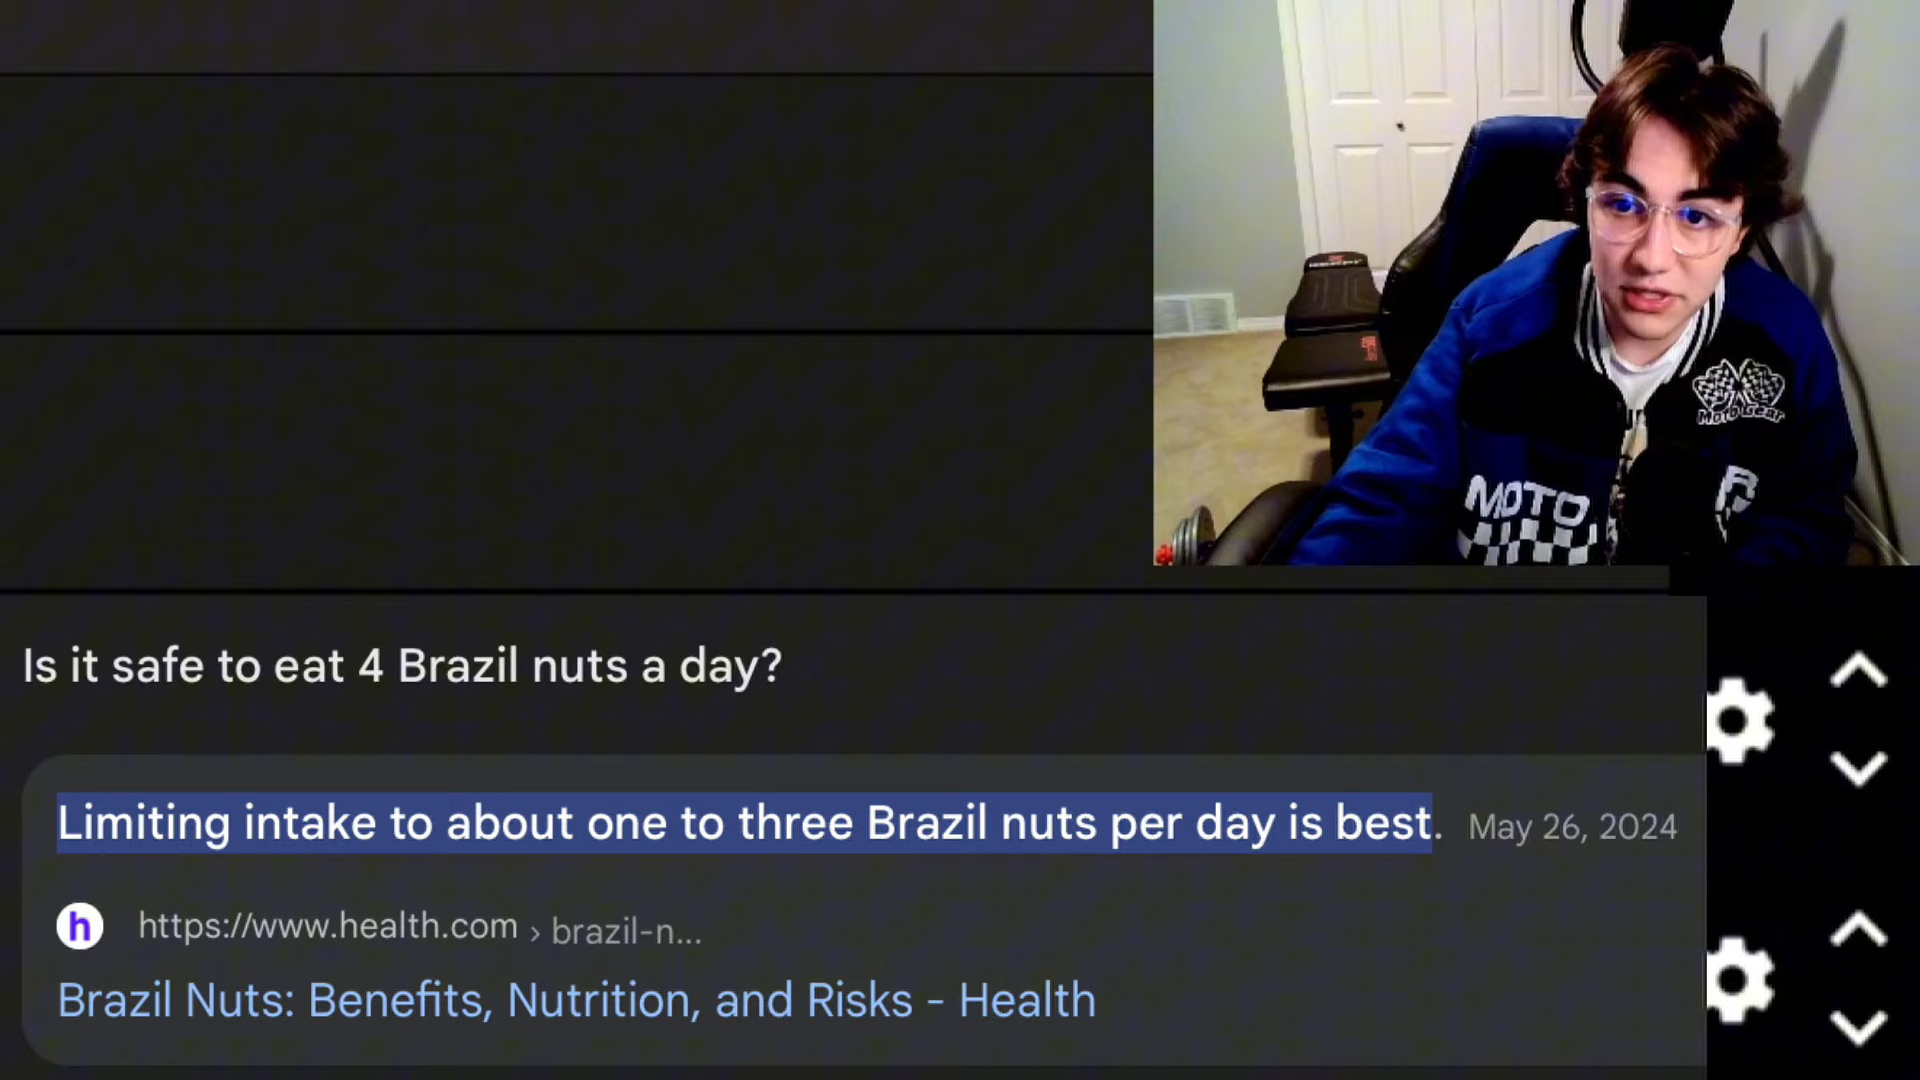 Moto Gear
MOTO
R
Is it safe to eat 4 Brazil nuts a day?
Limiting intake to about one to three Brazil nuts per day is best. May 26, 2024
h https://www.health.com › brazil-n...
Brazil Nuts: Benefits, Nutrition, and Risks - Health